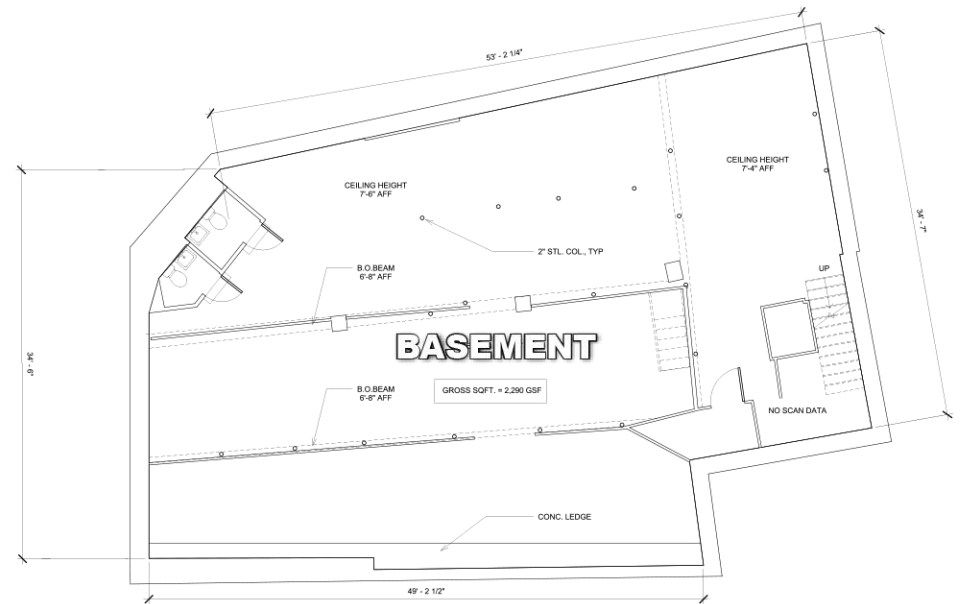 53' - 2 1/4"
CEILING HEIGHT
7'-4" AFF
CEILING HEIGHT
7'-6" AFF
34' - 7"
2" STL. COL., TYP
B.O.BEAM
6'-8" AFF
UP
BASEMENT
34' - 6"
B.O.BEAM
6'-8" AFF
GROSS SQFT. = 2,290 GSF
NO SCAN DATA
CONC. LEDGE
49' - 2 1/2"